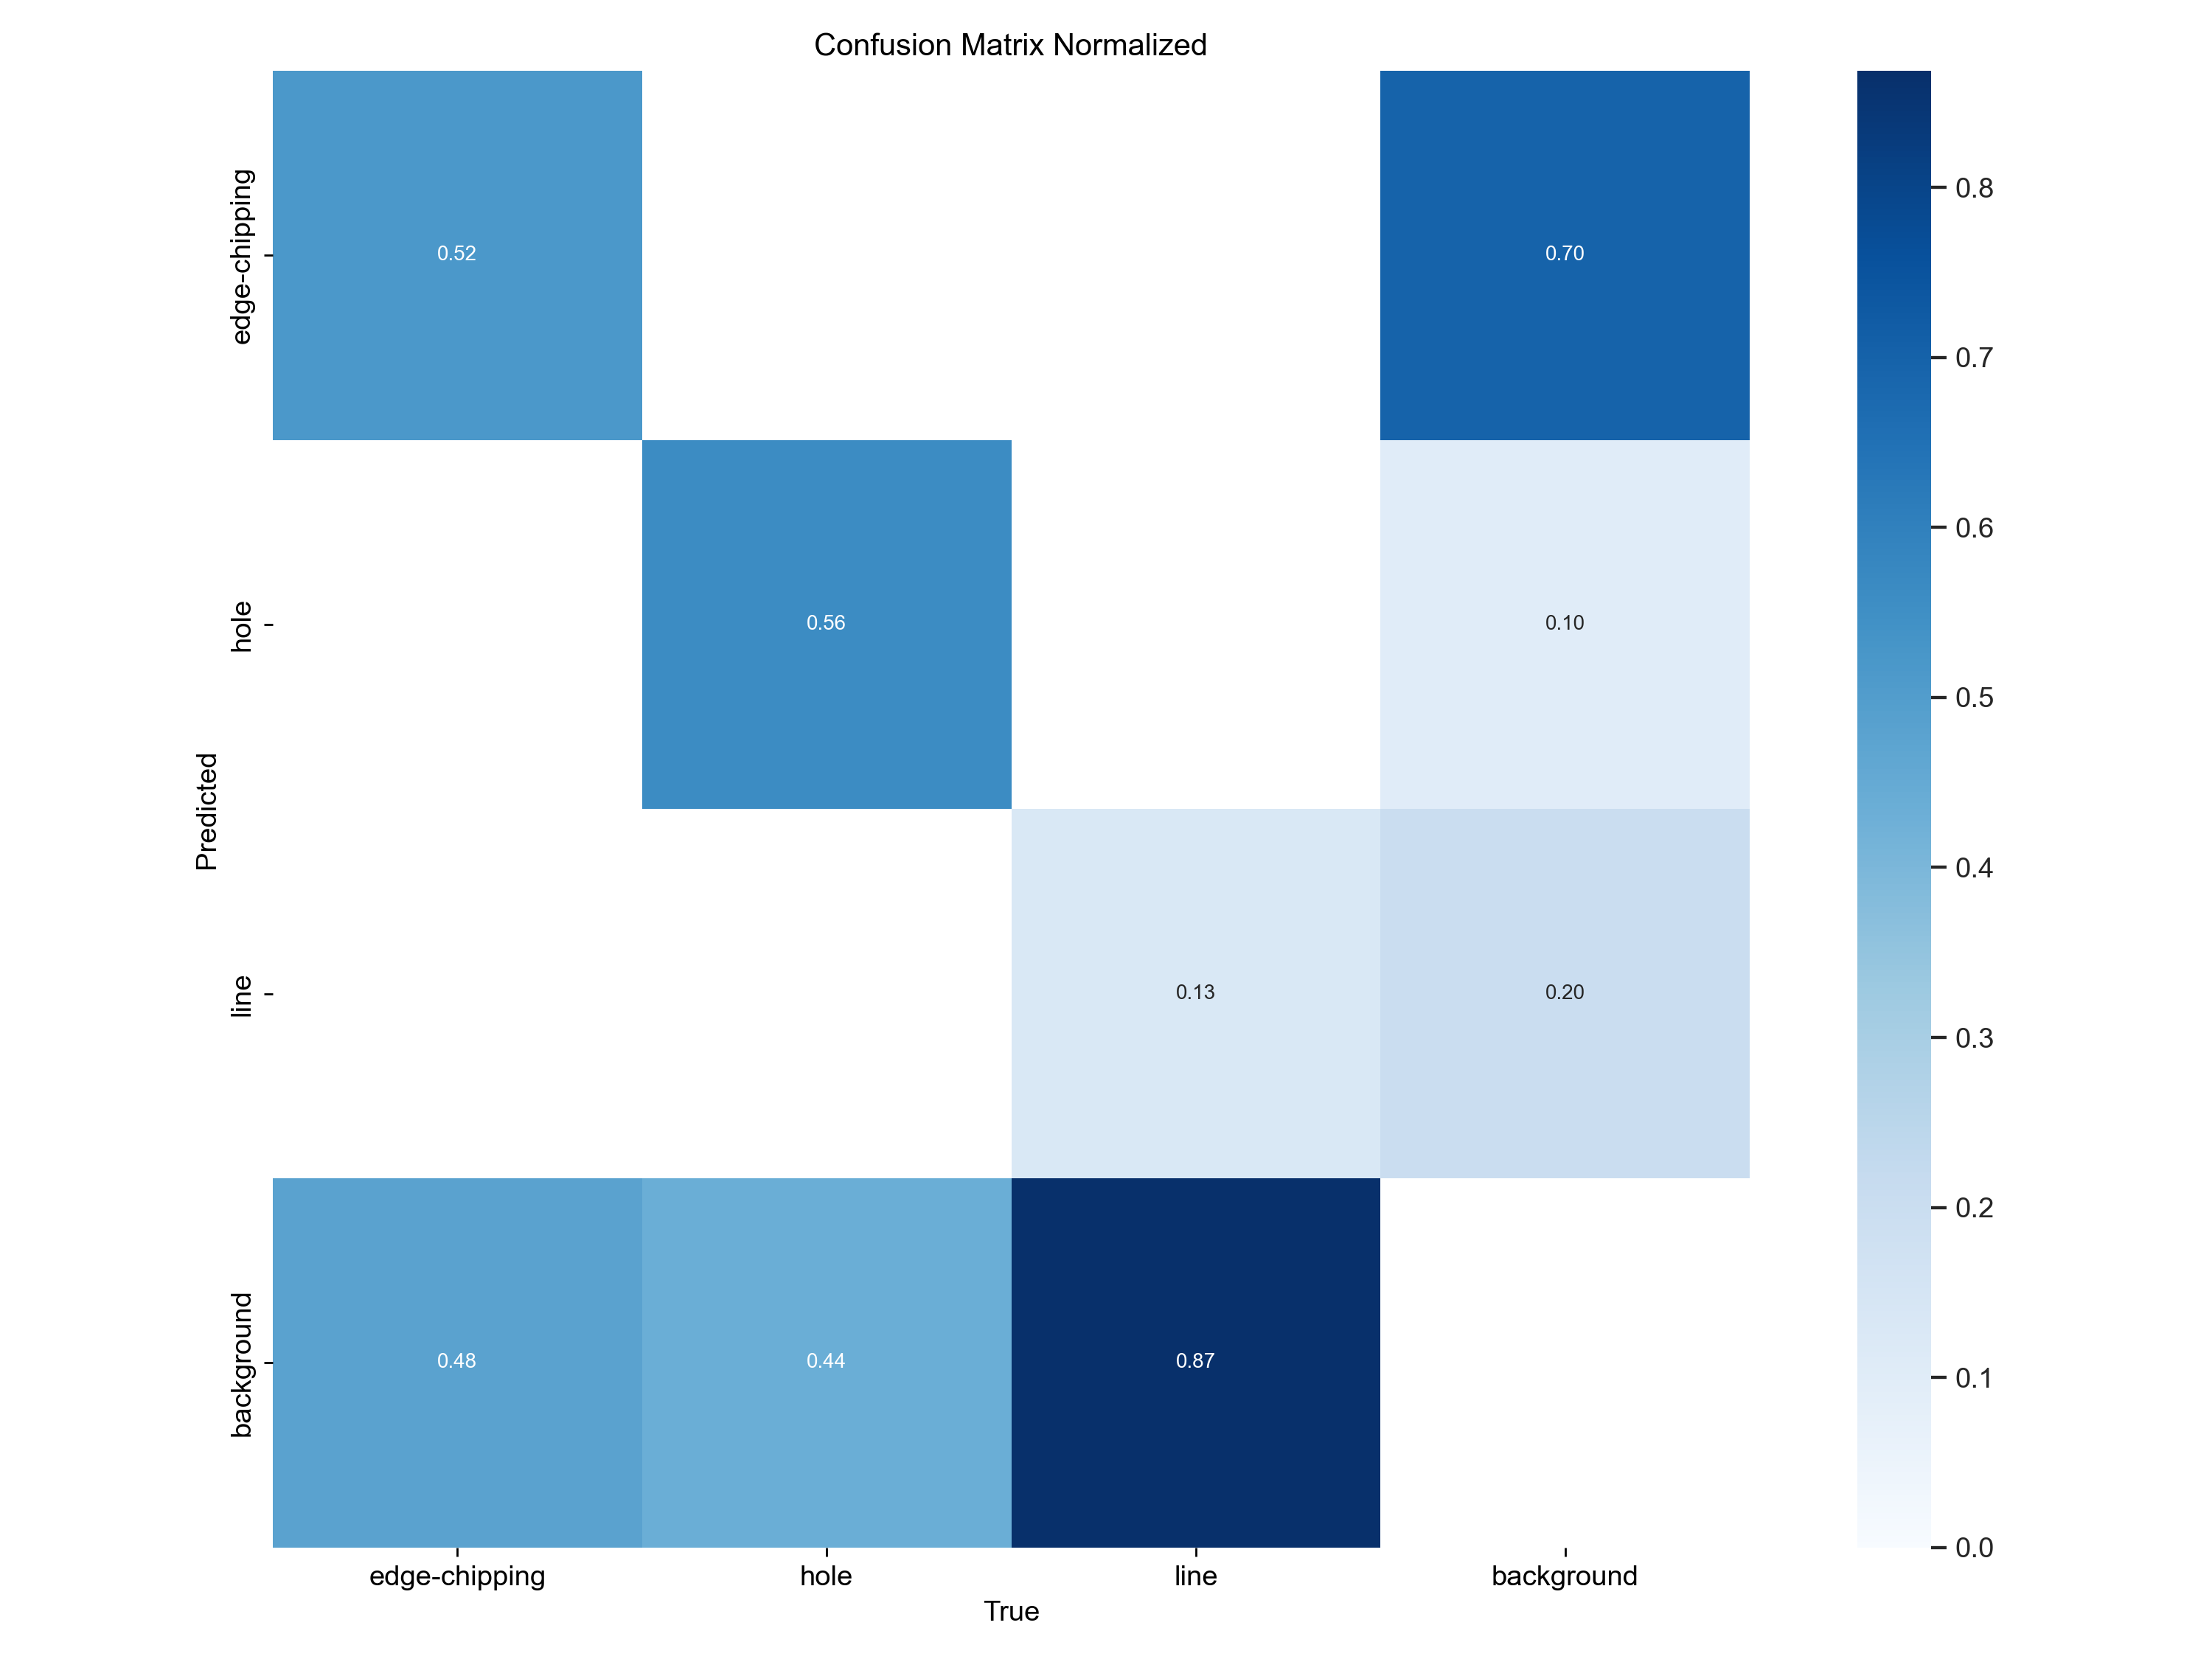 Confusion Matrix Normalized
edge-chipping
hole
line
background
Predicted
0.52
0.70
0.56
0.10
0.13
0.20
0.48
0.44
0.87
edge-chipping
hole
line
background
True
0.8
0.7
0.6
0.5
0.4
0.3
0.2
0.1
0.0